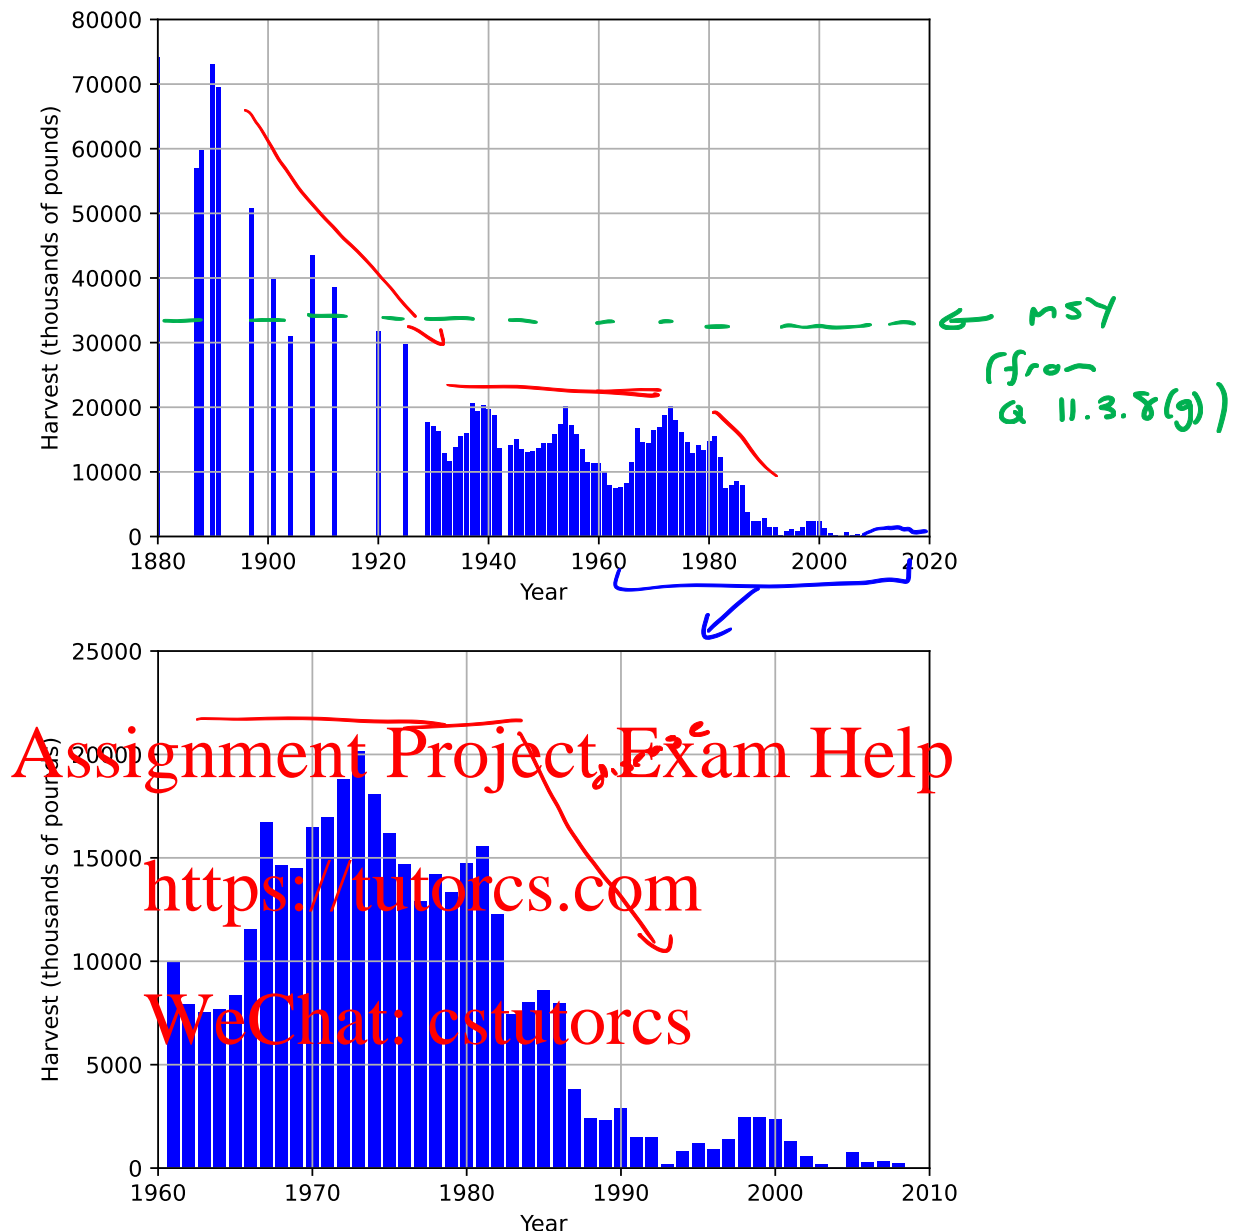 80000
70000
60000
50000
40000
30000
20000
10000
0
Harvest (thousands of pounds)
1880 1900 1920 1940 1960 1980 2000 2020
Year
← MSY
(from
Q 11.3.8(g))
25000
20000
15000
10000
5000
0
Harvest (thousands of pounds)
Assignment Project Exam Help
disease
https://tutorcs.com
WeChat: cstutorcs
1960 1970 1980 1990 2000 2010
Year